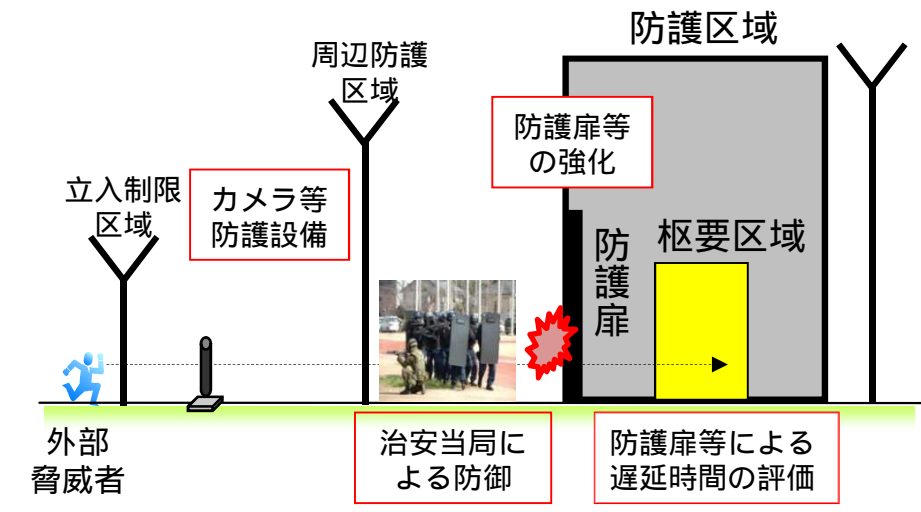 防護区域
周辺防護
区域
防護扉等
の強化
立入制限
区域
カメラ等
防護設備
防護扉
枢要区域
外部
脅威者
治安当局に
よる防御
防護扉等による
遅延時間の評価